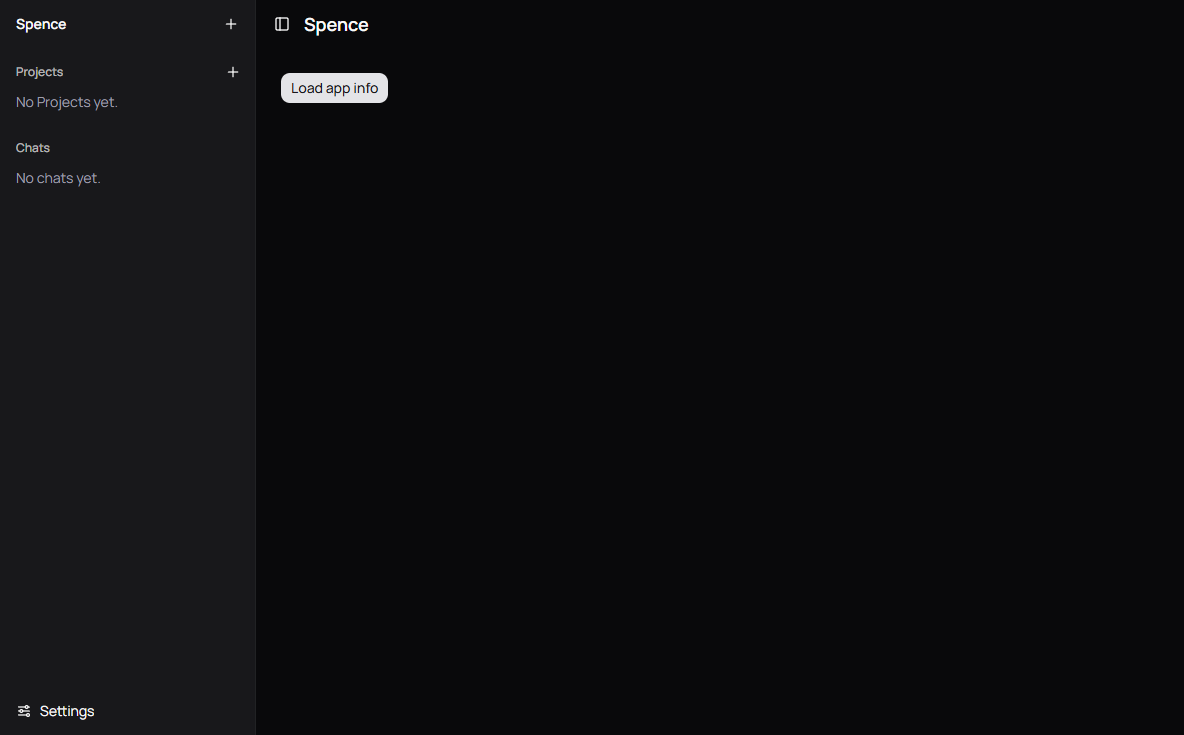 Spence
Projects
No Projects yet.
Chats
No chats yet.
Settings
Spence
Load app info